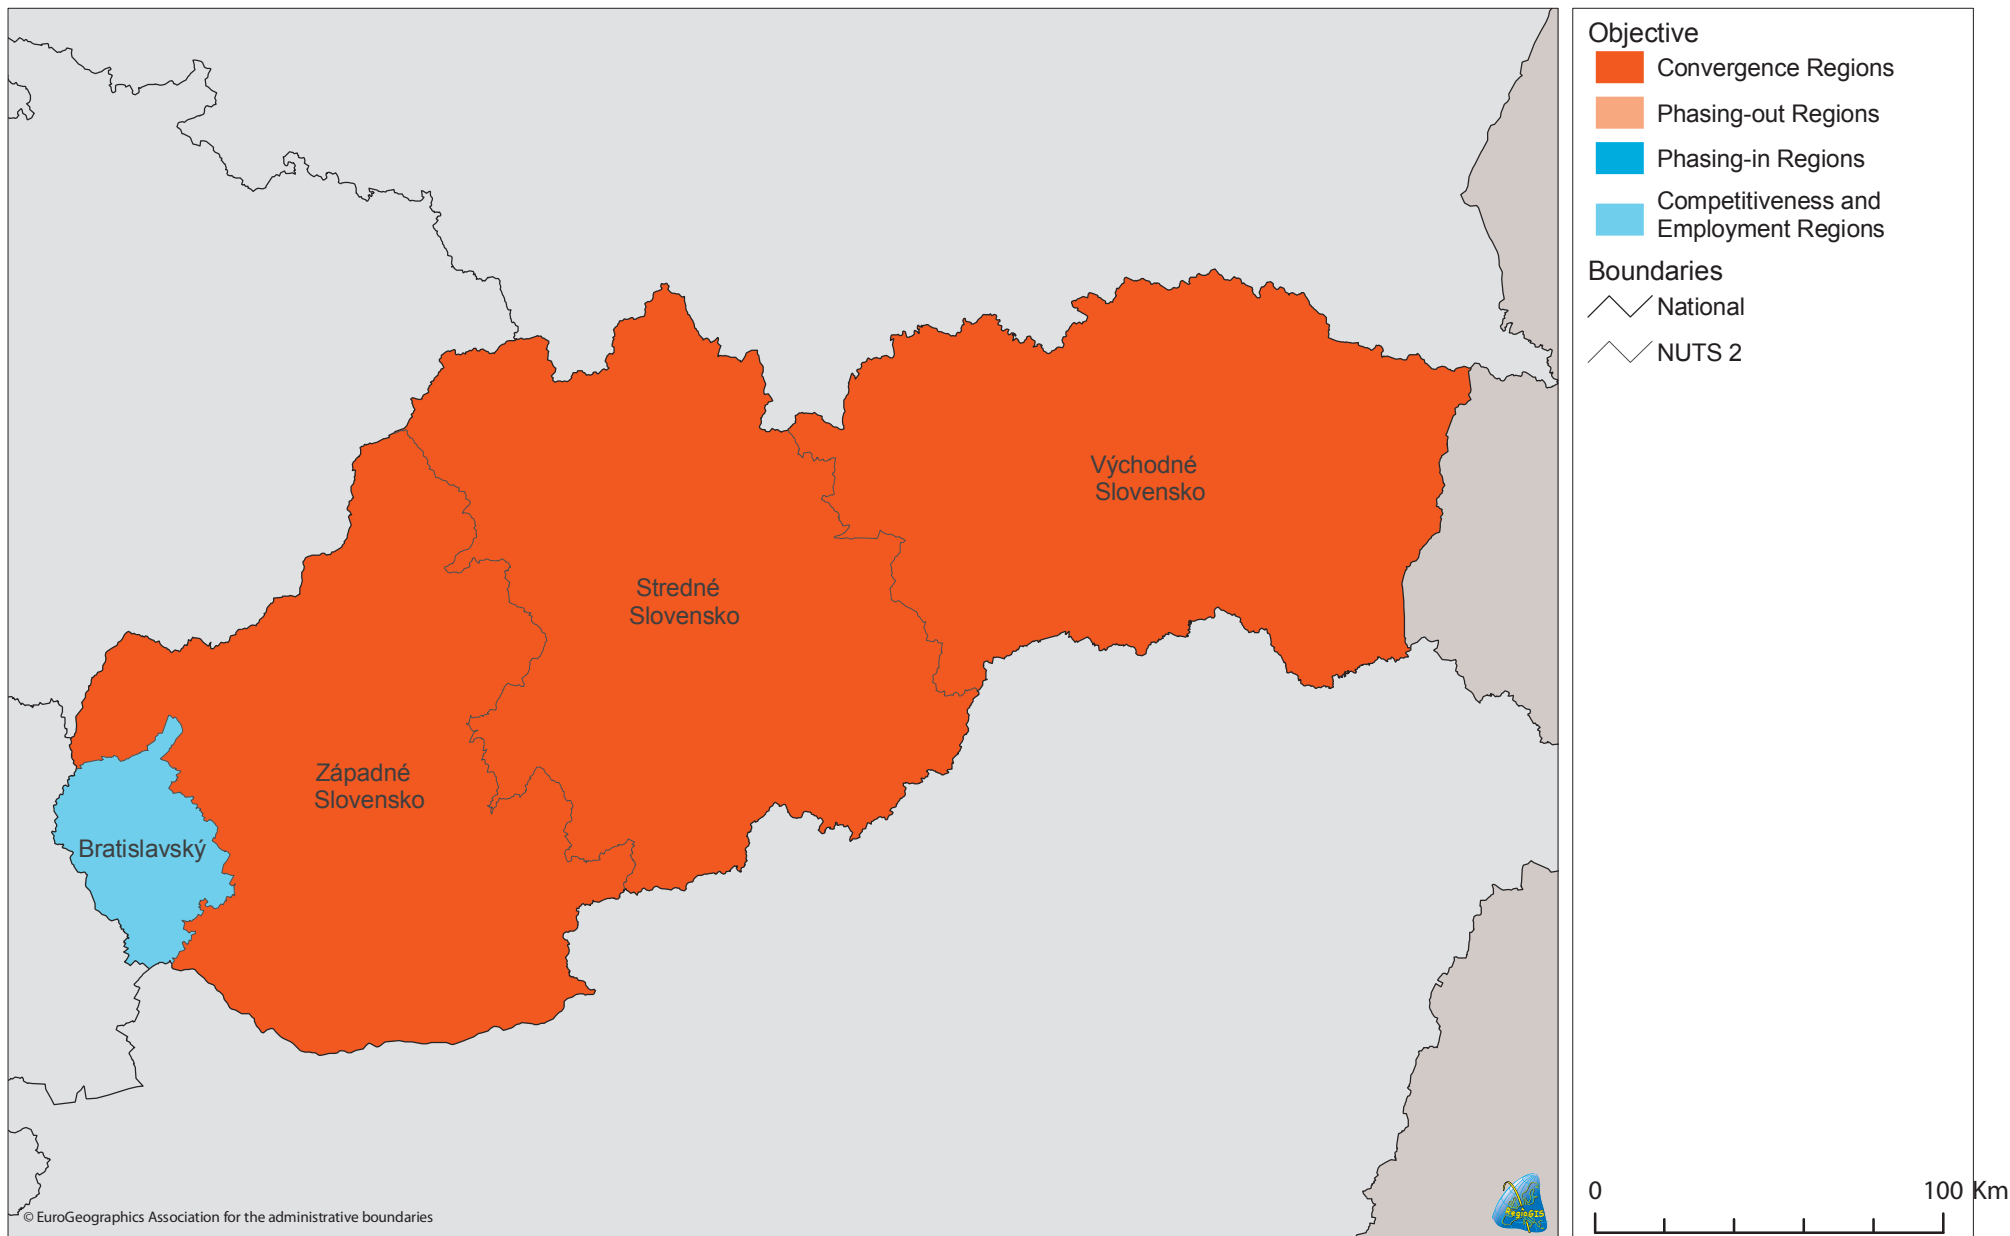 Objective
Convergence Regions
Phasing-out Regions
Phasing-in Regions
Competitiveness and
Employment Regions
Boundaries
National
NUTS 2
Východné
Slovensko
Stredné
Slovensko
Západné
Slovensko
Bratislavský
© EuroGeographics Association for the administrative boundaries
RegioGIS
0 100 Km